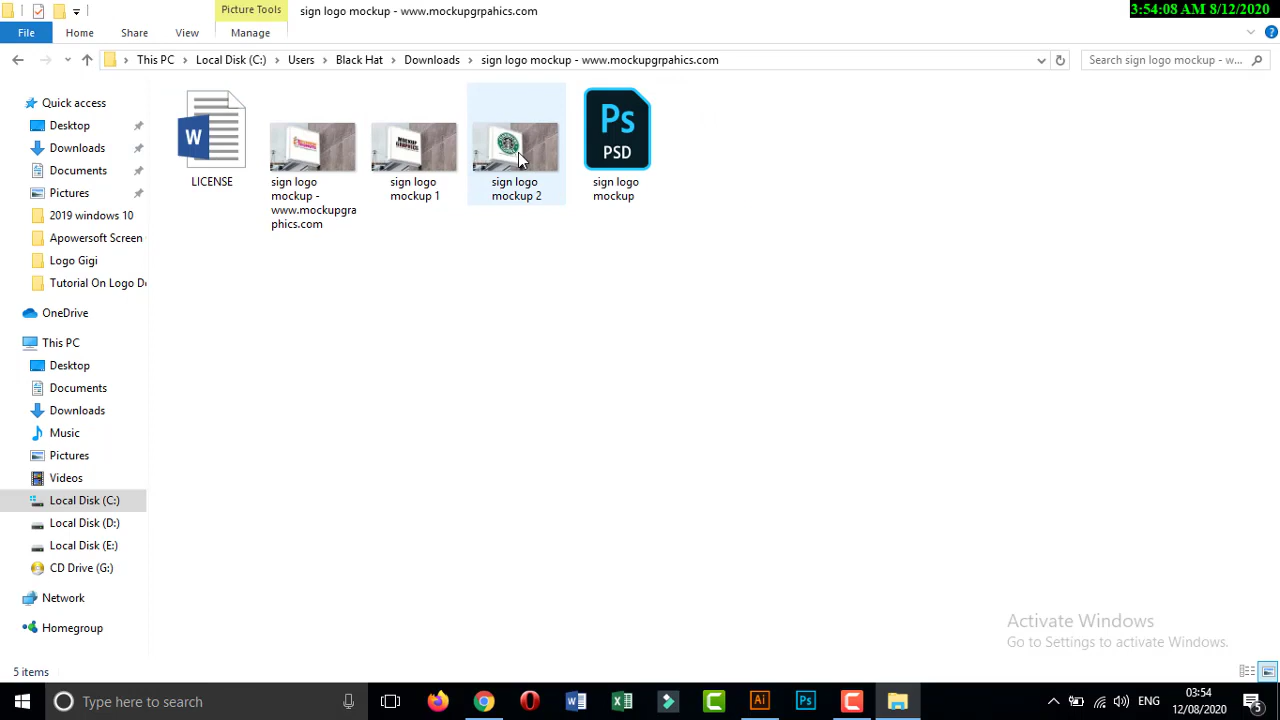 Picture Tools
sign logo mockup - www.mockupgrpahics.com
3:54:08 AM 8/12/2020
File
Home
Share
View
Manage
This PC
Local Disk (C:)
Users
Black Hat
Downloads
sign logo mockup - www.mockupgrpahics.com
Search sign logo mockup - w...
Quick access
Desktop
Downloads
Documents
Pictures
2019 windows 10
Apowersoft Screen
Logo Gigi
Tutorial On Logo De
OneDrive
This PC
Desktop
Documents
Downloads
Music
Pictures
Videos
Local Disk (C:)
Local Disk (D:)
Local Disk (E:)
CD Drive (G:)
Network
Homegroup
W
LICENSE
sign logo
mockup -
www.mockupgra
phics.com
MOCKUP
GRAPHICS
sign logo
mockup 1
sign logo
mockup 2
Ps
PSD
sign logo
mockup
Activate Windows
Go to Settings to activate Windows.
5 items
Type here to search
Ai
Ps
ENG
03:54
12/08/2020
5